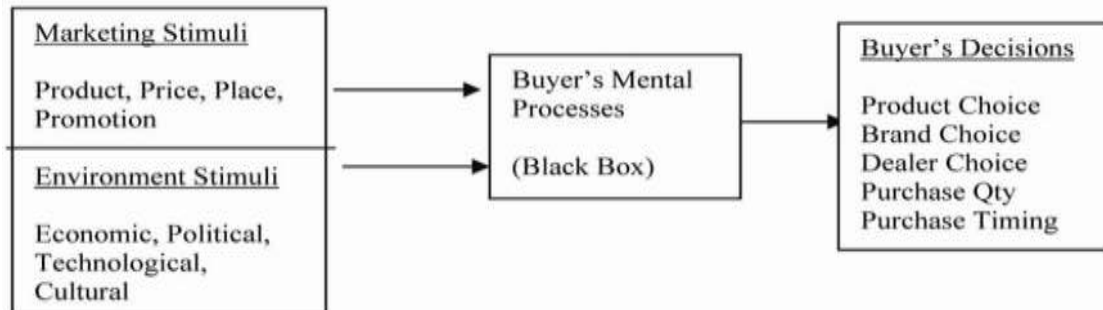 Marketing Stimuli
Product, Price, Place,
Promotion
Environment Stimuli
Economic, Political,
Technological,
Cultural
Buyer's Mental
Processes
(Black Box)
Buyer's Decisions
Product Choice
Brand Choice
Dealer Choice
Purchase Qty
Purchase Timing